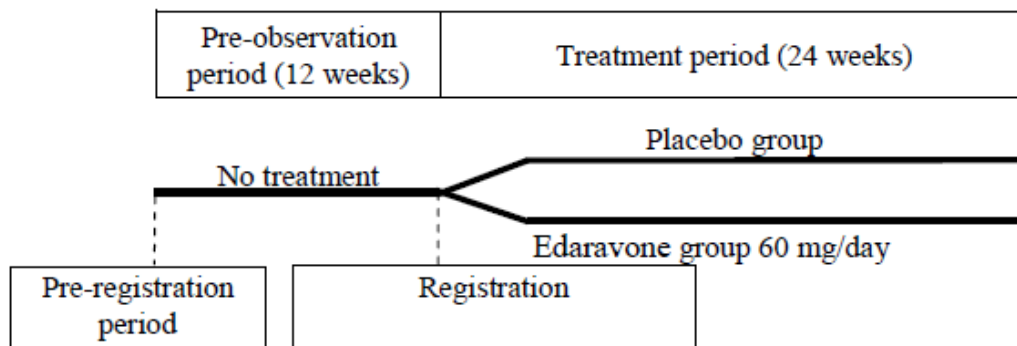 Pre-observation
period (12 weeks)
Treatment period (24 weeks)
Placebo group
No treatment
Edaravone group 60 mg/day
Pre-registration
period
Registration